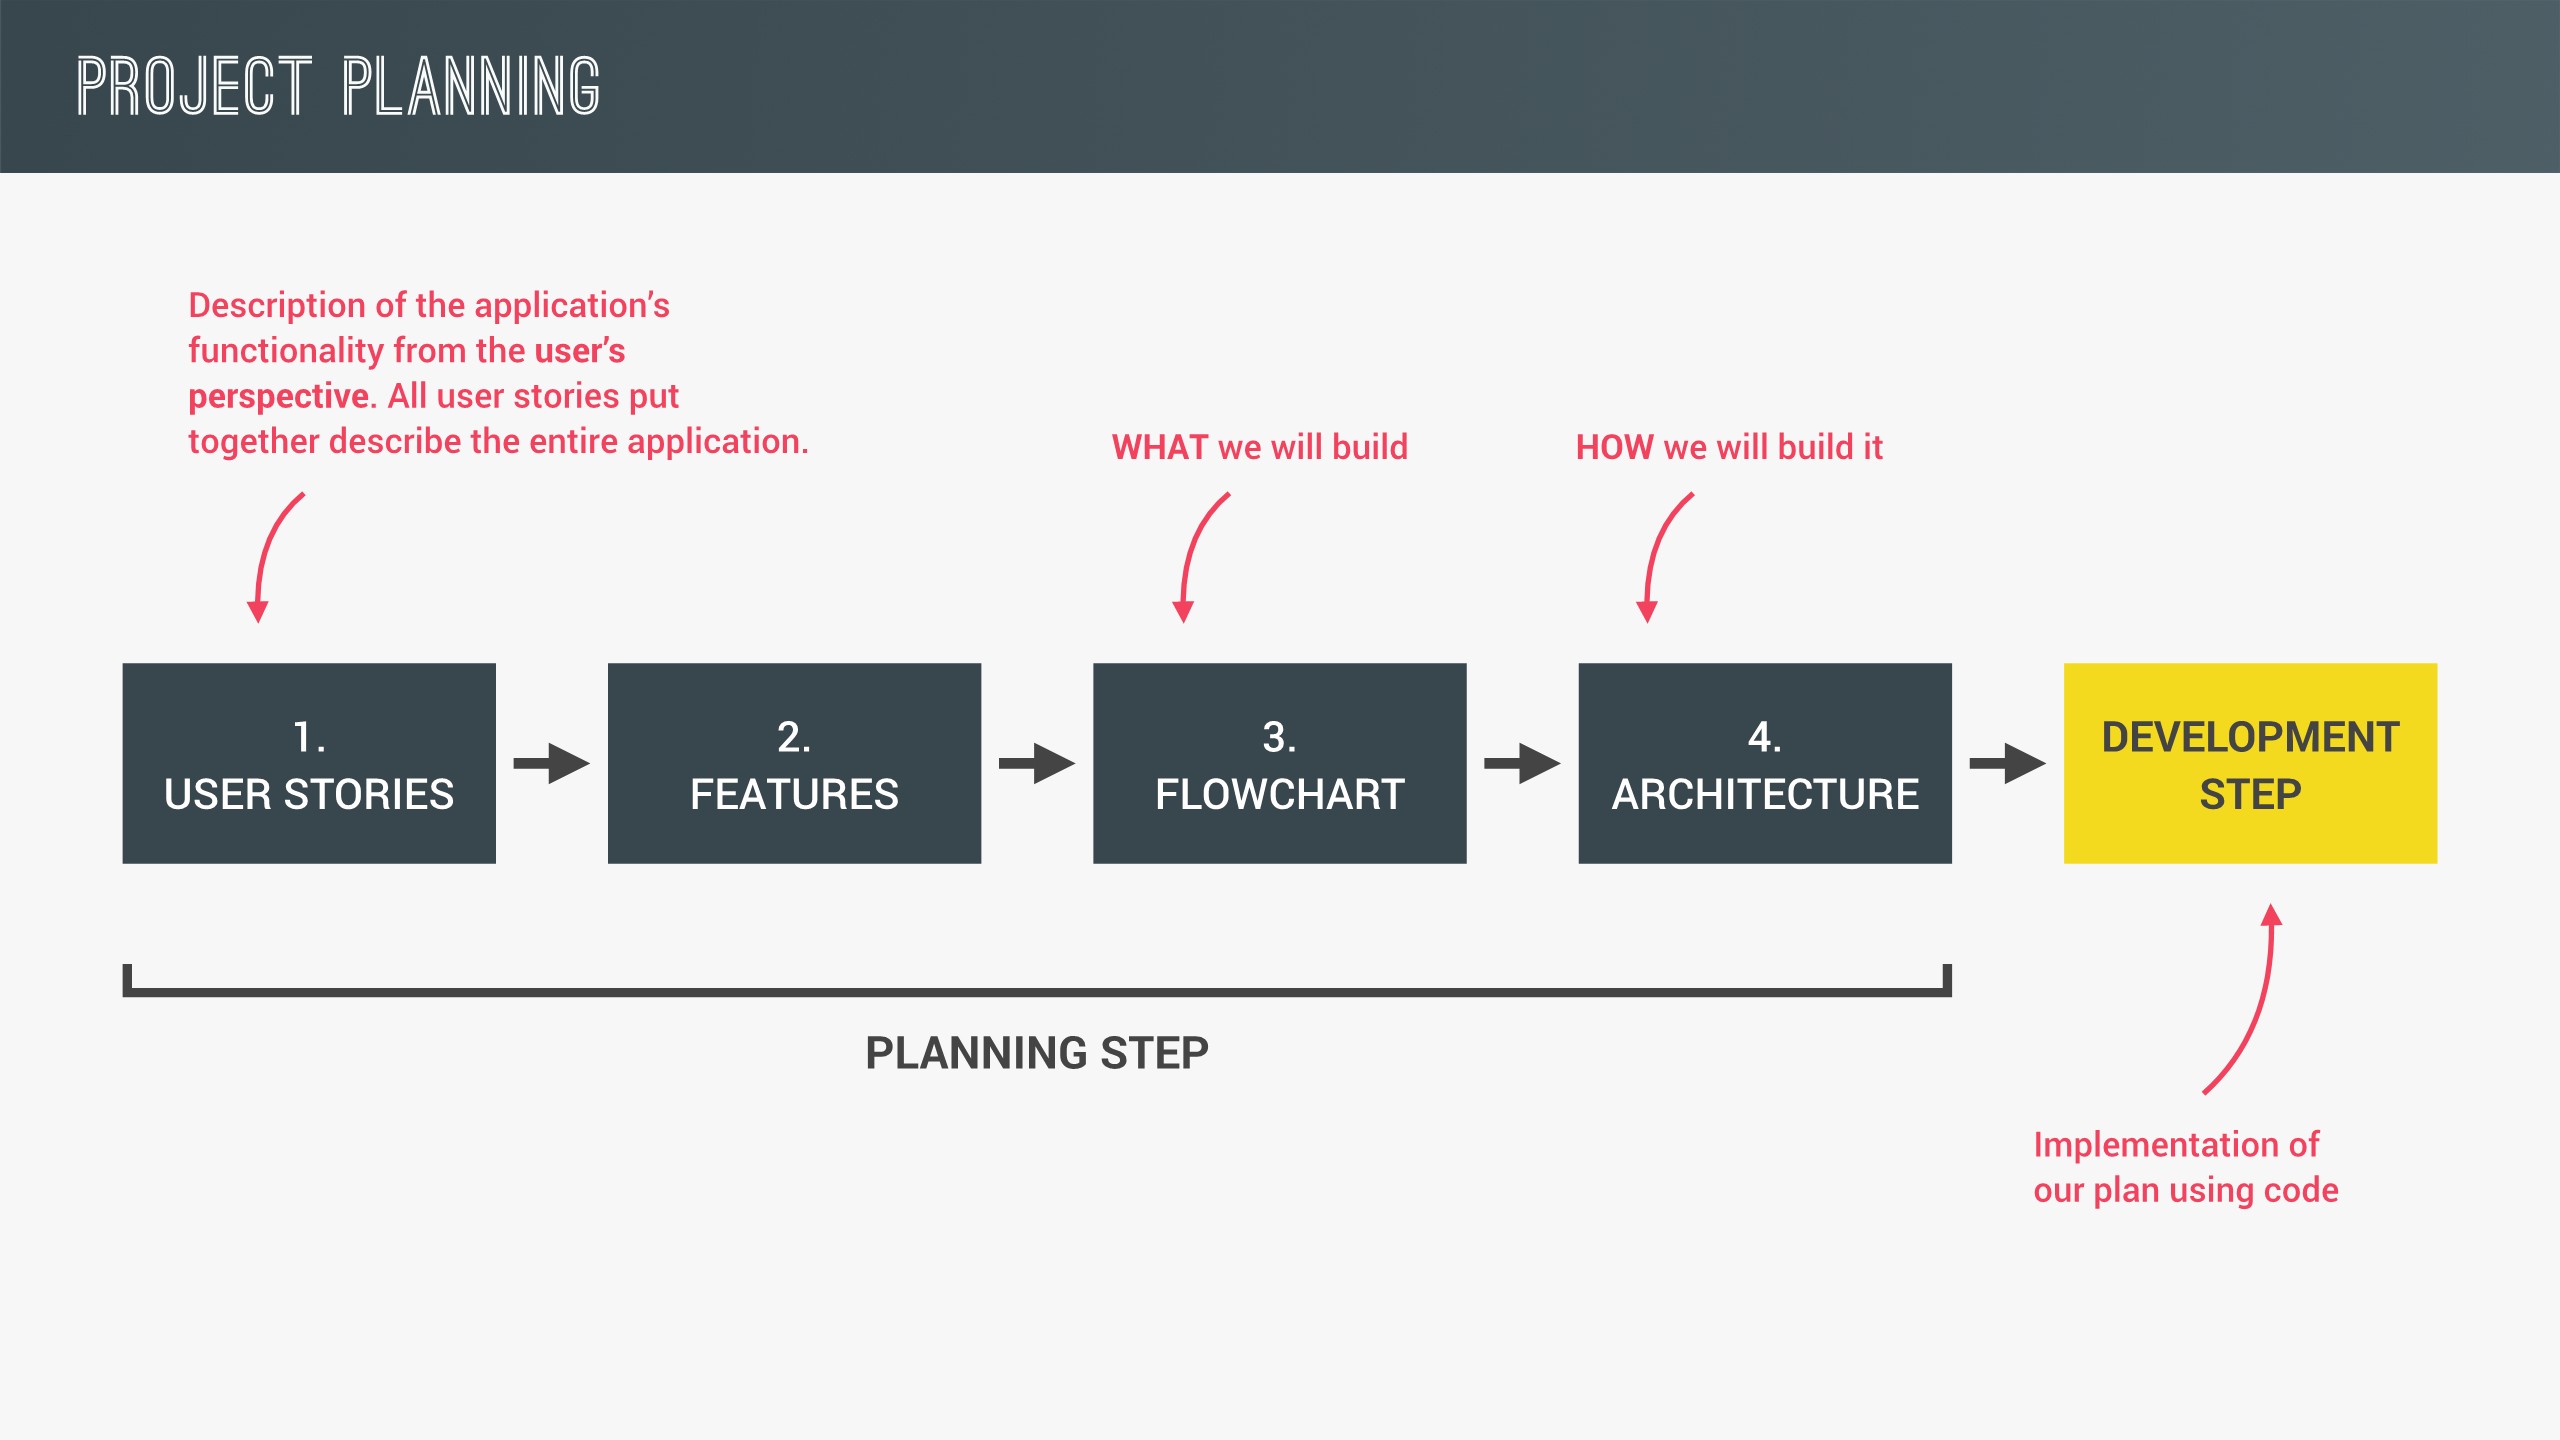 PROJECT PLANNING
Description of the application’s
functionality from the user’s
perspective. All user stories put
together describe the entire application.
WHAT we will build
HOW we will build it
1.
USER STORIES
2.
FEATURES
3.
FLOWCHART
4.
ARCHITECTURE
DEVELOPMENT
STEP
PLANNING STEP
Implementation of
our plan using code